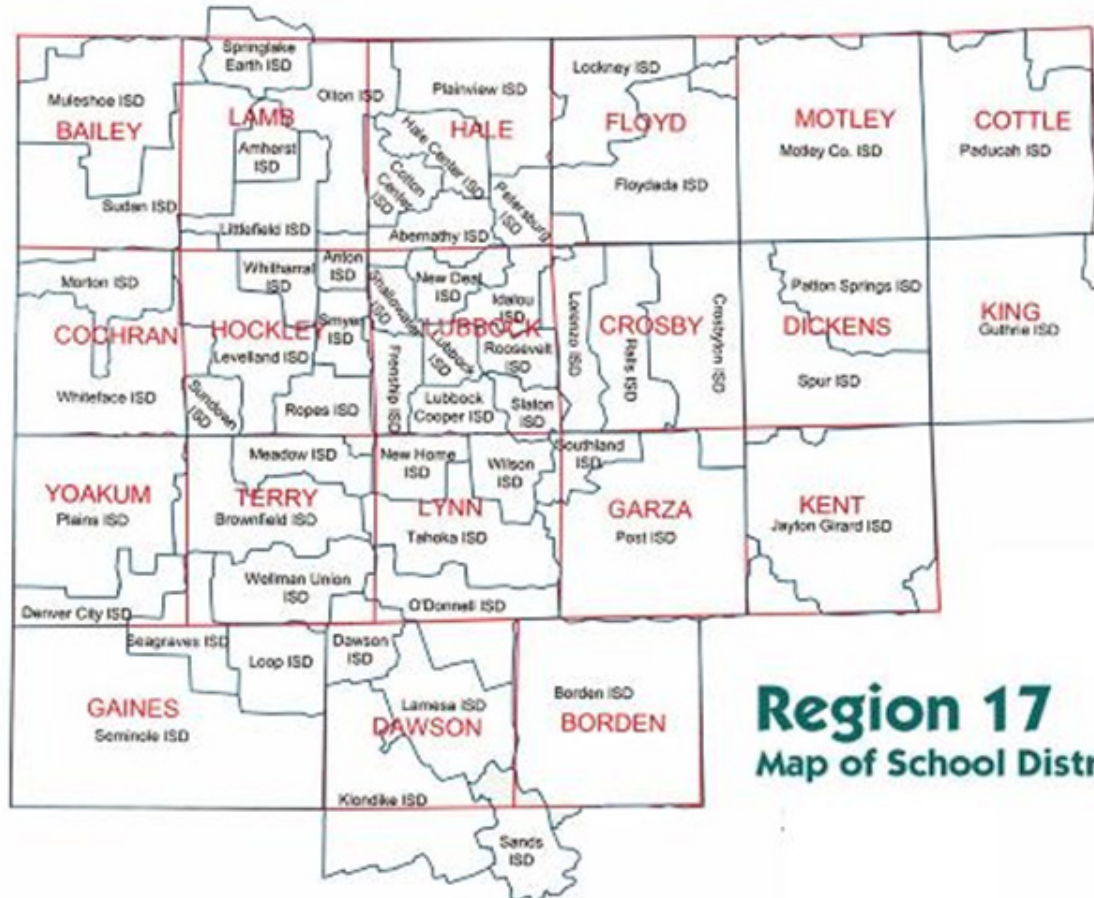 Springlake
Earth ISD
Muleshoe ISD
BAILEY
Sudan ISD
LAMB
Olton ISD
Amherst
ISD
Littlefield ISD
Plainview ISD
HALE
Hale Center ISD
Cotton
Center
ISD
Petersburg
ISD
Abernathy ISD
Lockney ISD
FLOYD
Floydada ISD
MOTLEY
Motley Co. ISD
COTTLE
Paducah ISD
Morton ISD
COCHRAN
Whiteface ISD
Whitharral
ISD
Anton
ISD
HOCKLEY
ISD
Levelland ISD
Sundown
ISD
Ropes ISD
Smallowater
ISD
New Deal
ISD
Idalou
ISD
LUBBOCK
Lubbock
ISD
Roosevelt
ISD
Frenship ISD
Lubbock
Cooper ISD
Slaton
ISD
Lorenzo ISD
CROSBY
Ralls ISD
Crosbyton ISD
Patton Springs ISD
DICKENS
Spur ISD
KING
Guthrie ISD
YOAKUM
Plains ISD
Denver City ISD
Meadow ISD
TERRY
Brownfield ISD
Wellman Union
ISD
New Home
ISD
Wilson
ISD
LYNN
Tahoka ISD
O'Donnell ISD
Southland
ISD
GARZA
Post ISD
KENT
Jayton Girard ISD
Seagraves ISD
Loop ISD
GAINES
Seminole ISD
Dawson
ISD
Lamesa ISD
DAWSON
Klondike ISD
Sands
ISD
Borden ISD
BORDEN
Region 17
Map of School Distr